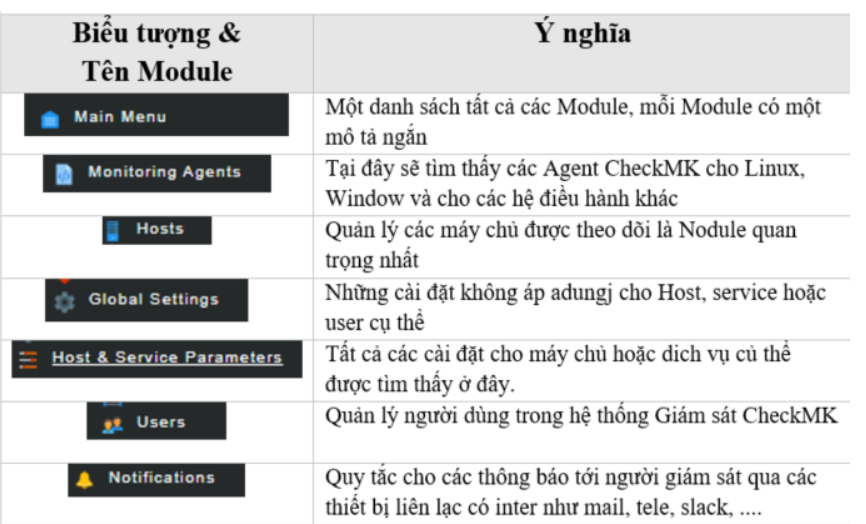 Biểu tượng &
Tên Module
Ý nghĩa
Main Menu
Một danh sách tất cả các Module, mỗi Module có một
mô tả ngắn
Monitoring Agents
Tại đây sẽ tìm thấy các Agent CheckMK cho Linux,
Window và cho các hệ điều hành khác
Hosts
Quản lý các máy chủ được theo dõi là Nodule quan
trọng nhất
Global Settings
Những cài đặt không áp adungj cho Host, service hoặc
user cụ thể
Host & Service Parameters
Tất cả các cài đặt cho máy chủ hoặc dich vụ củ thể
được tìm thấy ở đây.
Users
Quản lý người dùng trong hệ thống Giám sát CheckMK
Notifications
Quy tắc cho các thông báo tới người giám sát qua các
thiết bị liên lạc có inter như mail, tele, slack, ....